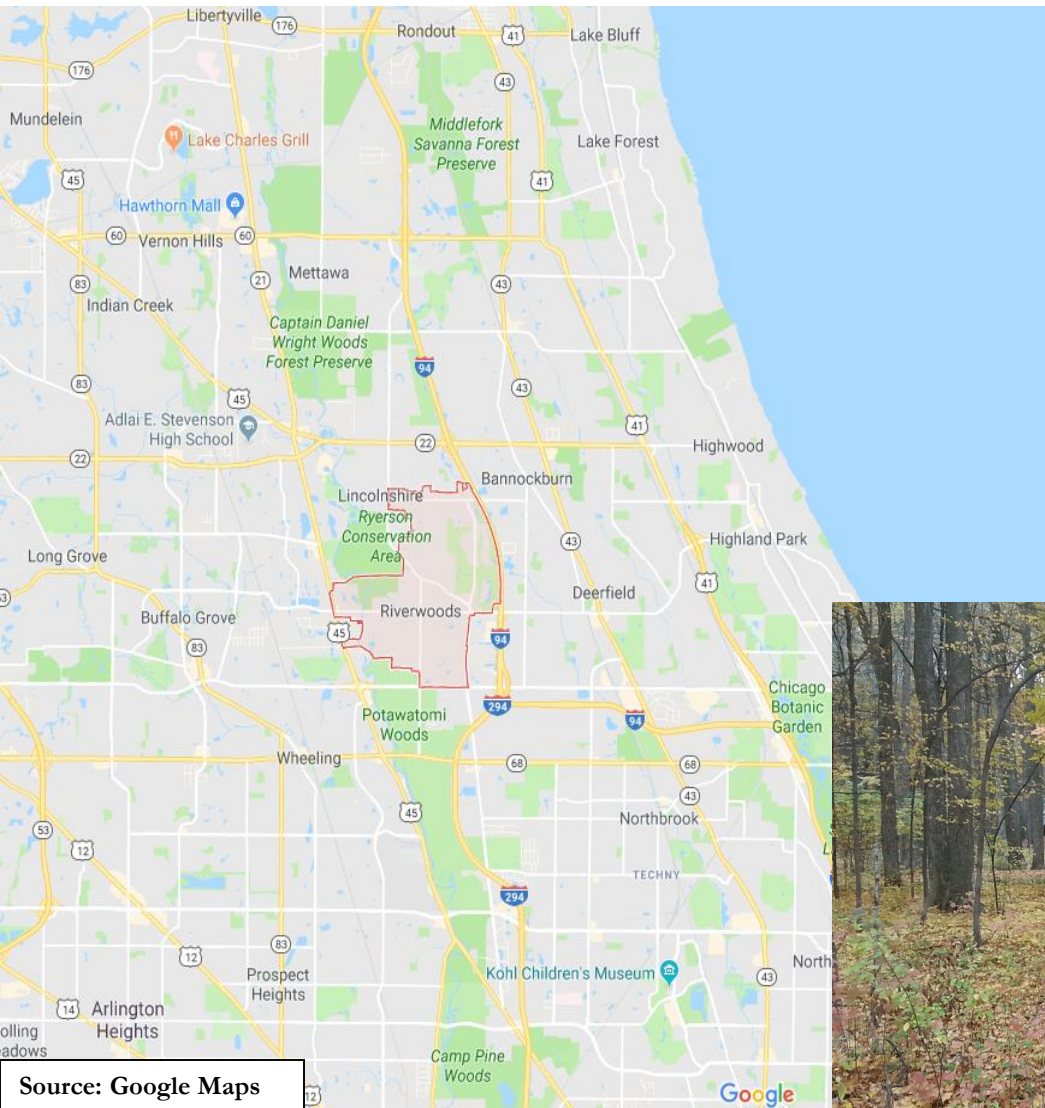 Libertyville
176
Rondout
41
Lake Bluff
176
43
Mundelein
Lake Charles Grill
Middlefork
Savanna Forest
Preserve
Lake Forest
45
41
Hawthorn Mall
60
Vernon Hills
60
21
Mettawa
83
43
Indian Creek
Captain Daniel
Wright Woods
Forest Preserve
94
83
43
45
Adlai E. Stevenson
High School
41
22
Highwood
22
Bannockburn
Lincolnshire
Ryerson
Conservation
Area
43
Highland Park
Long Grove
41
Deerfield
Buffalo Grove
Riverwoods
45
94
83
Chicago
Botanic
Garden
294
Potawatomi
Woods
94
Wheeling
68
68
43
45
Northbrook
53
12
TECHNY
294
83
12
Kohl Children's Museum
North
43
Prospect
Heights
14
Arlington
Heights
olling
eadows
Camp Pine
Woods
Source: Google Maps
12
Google